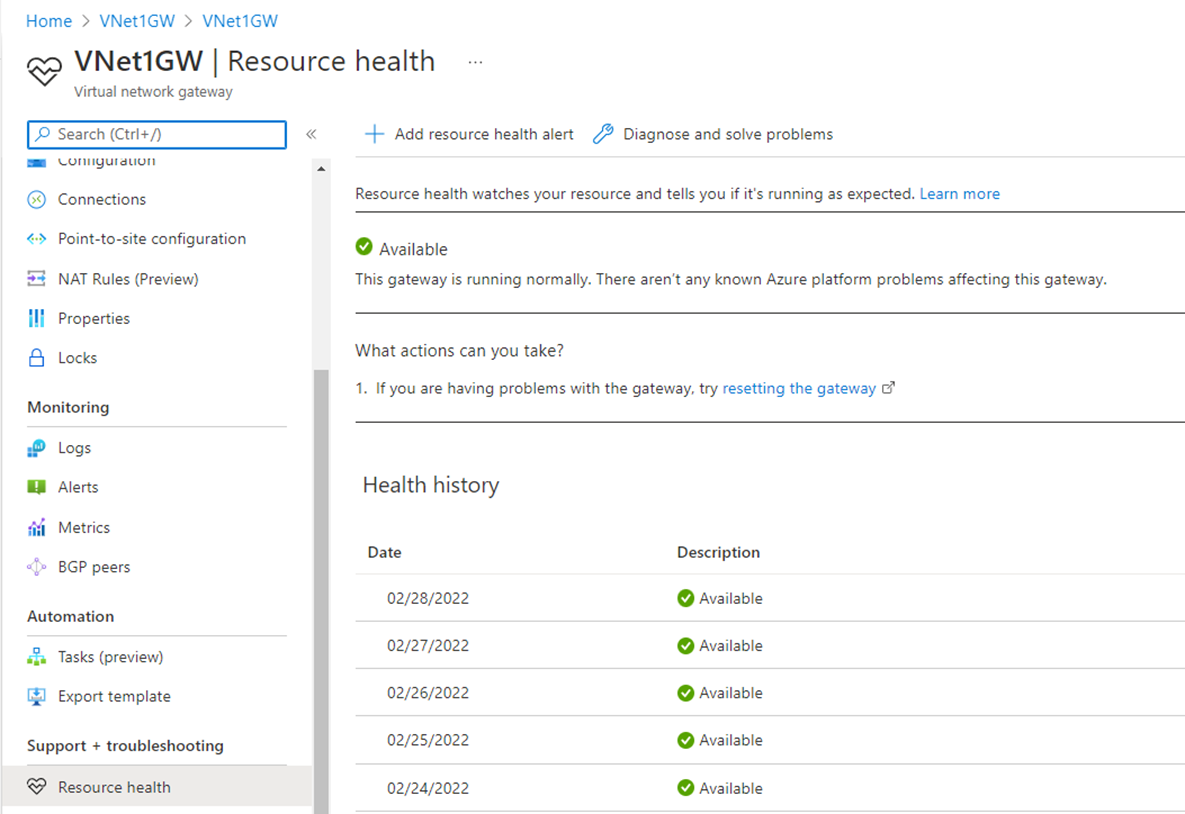 Home > VNet1GW > VNet1GW
VNet1GW | Resource health ...
Virtual network gateway
Search (Ctrl+/)
«
Configuration
Connections
Point-to-site configuration
NAT Rules (Preview)
Properties
Locks
Monitoring
Logs
Alerts
Metrics
BGP peers
Automation
Tasks (preview)
Export template
Support + troubleshooting
Resource health
Add resource health alert Diagnose and solve problems
Resource health watches your resource and tells you if it's running as expected. Learn more
Available
This gateway is running normally. There aren't any known Azure platform problems affecting this gateway.
What actions can you take?
1. If you are having problems with the gateway, try resetting the gateway
Health history
Date Description
02/28/2022 Available
02/27/2022 Available
02/26/2022 Available
02/25/2022 Available
02/24/2022 Available